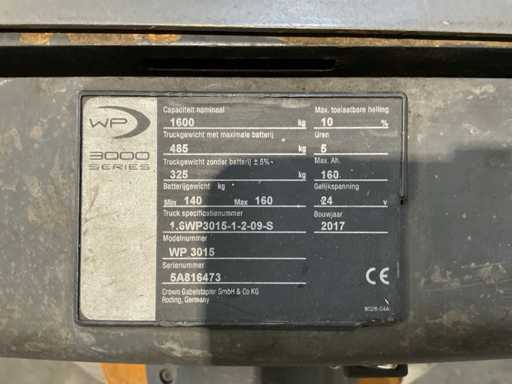 WP
3000
SERIES
Capaciteit nominaal
1600 kg
Max. toelaatbare helling
10 %
Truckgewicht met maximale batterij
485 kg
Uren
5
Truckgewicht zonder batterij ± 5%
325 kg
Max. Ah.
160
Batterijgewicht kg
Min 140 Max 160
Gelijkspanning
24 v
Truck specificatienummer
1.6WP3015-1-2-09-S
Bouwjaar
2017
Modelnummer
WP 3015
Serienummer
5A816473
Crown Gabelstapler GmbH & Co KG
Roding, Germany
CE